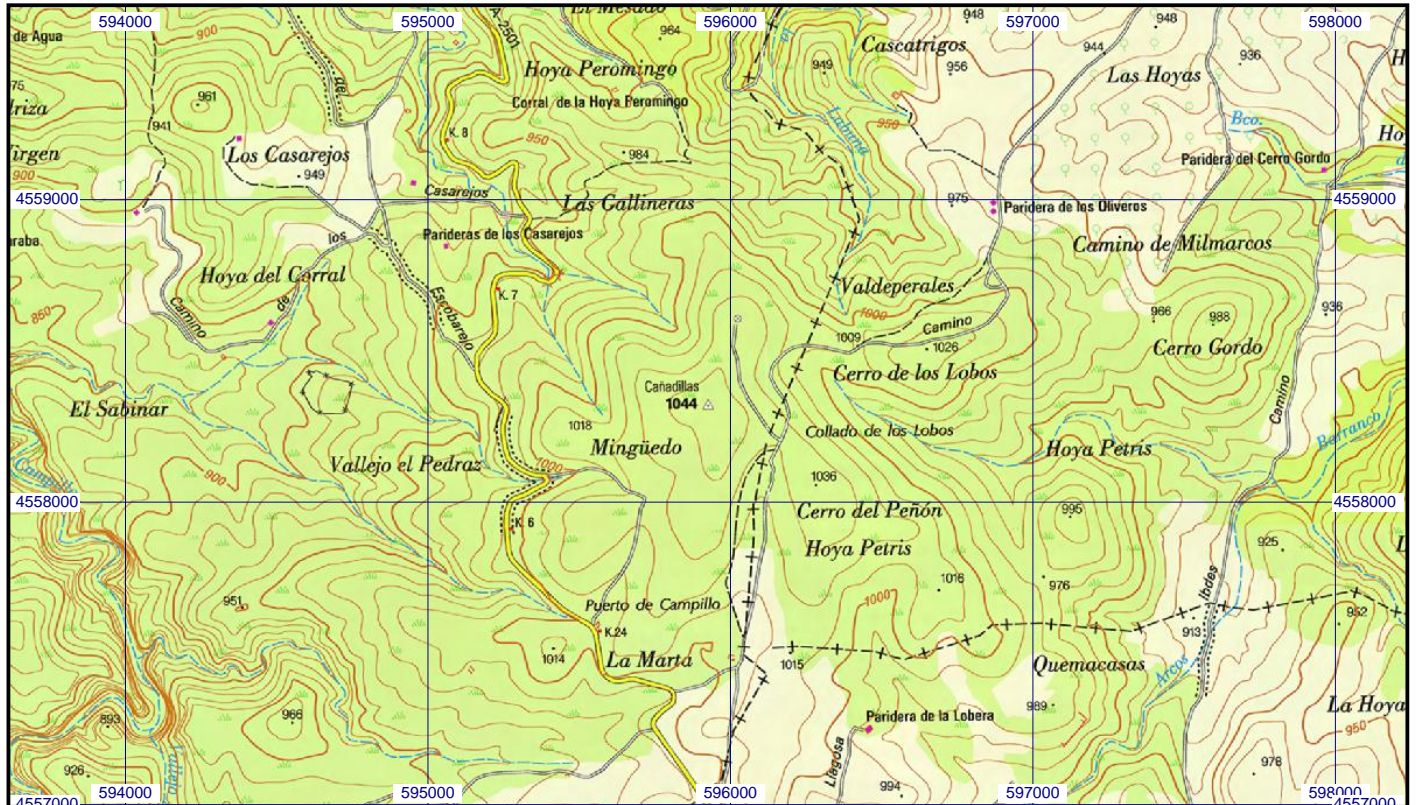 594000
595000
596000
597000
598000
El Mesado
de Agua
900
A-2501
964
948
948
Cascatrigos
944
936
949
956
Las Hoyas
de
Hoya Peromingo
961
Corral de la Hoya Peromingo
941
K. 8
950
Labuna
950
Bco.
Los Casarejos
984
Paridera del Cerro Gordo
949
900
Casarejos
4559000
Las Gallineras
975
Paridera de los Oliveros
4559000
los
Parideras de los Casarejos
Camino de Milmarcos
Hoya del Corral
Valdeperales
de
K. 7
Camino
Escobarejo
850
1000
966
988
936
Camino
1009
1026
Cerro Gordo
Cerro de los Lobos
Cañadillas
1044
El Sabinar
1018
Collado de los Lobos
Camino
Barranco
Mingüedo
Hoya Petris
Vallejo el Pedraz
1000
900
1036
4558000
4558000
Cerro del Peñón
995
K. 6
Hoya Petris
925
Ibdes
1016
976
951
Puerto de Campillo
1000
952
K.24
913
1014
La Marta
1015
Quemacasas
Arcos
966
893
Paridera de la Lobera
989
La Hoya
950
926
Llagosa
994
978
594000
595000
596000
597000
598000
4557000
4557000